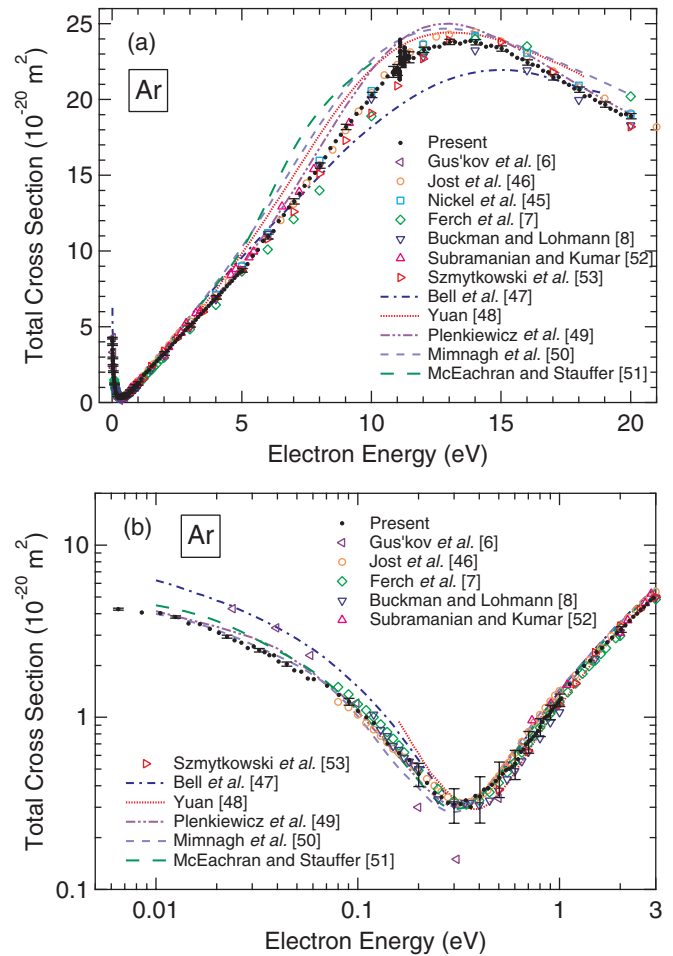 (a)
Ar
Total Cross Section (10⁻²⁰ m²)
25
20
15
10
5
0
Present
Gus'kov et al. [6]
Jost et al. [46]
Nickel et al. [45]
Ferch et al. [7]
Buckman and Lohmann [8]
Subramanian and Kumar [52]
Szmytkowski et al. [53]
Bell et al. [47]
Yuan [48]
Plenkiewicz et al. [49]
Mimnagh et al. [50]
McEachran and Stauffer [51]
0 5 10 15 20
Electron Energy (eV)
(b)
Ar
Total Cross Section (10⁻²⁰ m²)
10
1
0.1
Present
Gus'kov et al. [6]
Jost et al. [46]
Ferch et al. [7]
Buckman and Lohmann [8]
Subramanian and Kumar [52]
Szmytkowski et al. [53]
Bell et al. [47]
Yuan [48]
Plenkiewicz et al. [49]
Mimnagh et al. [50]
McEachran and Stauffer [51]
0.01 0.1 1 3
Electron Energy (eV)